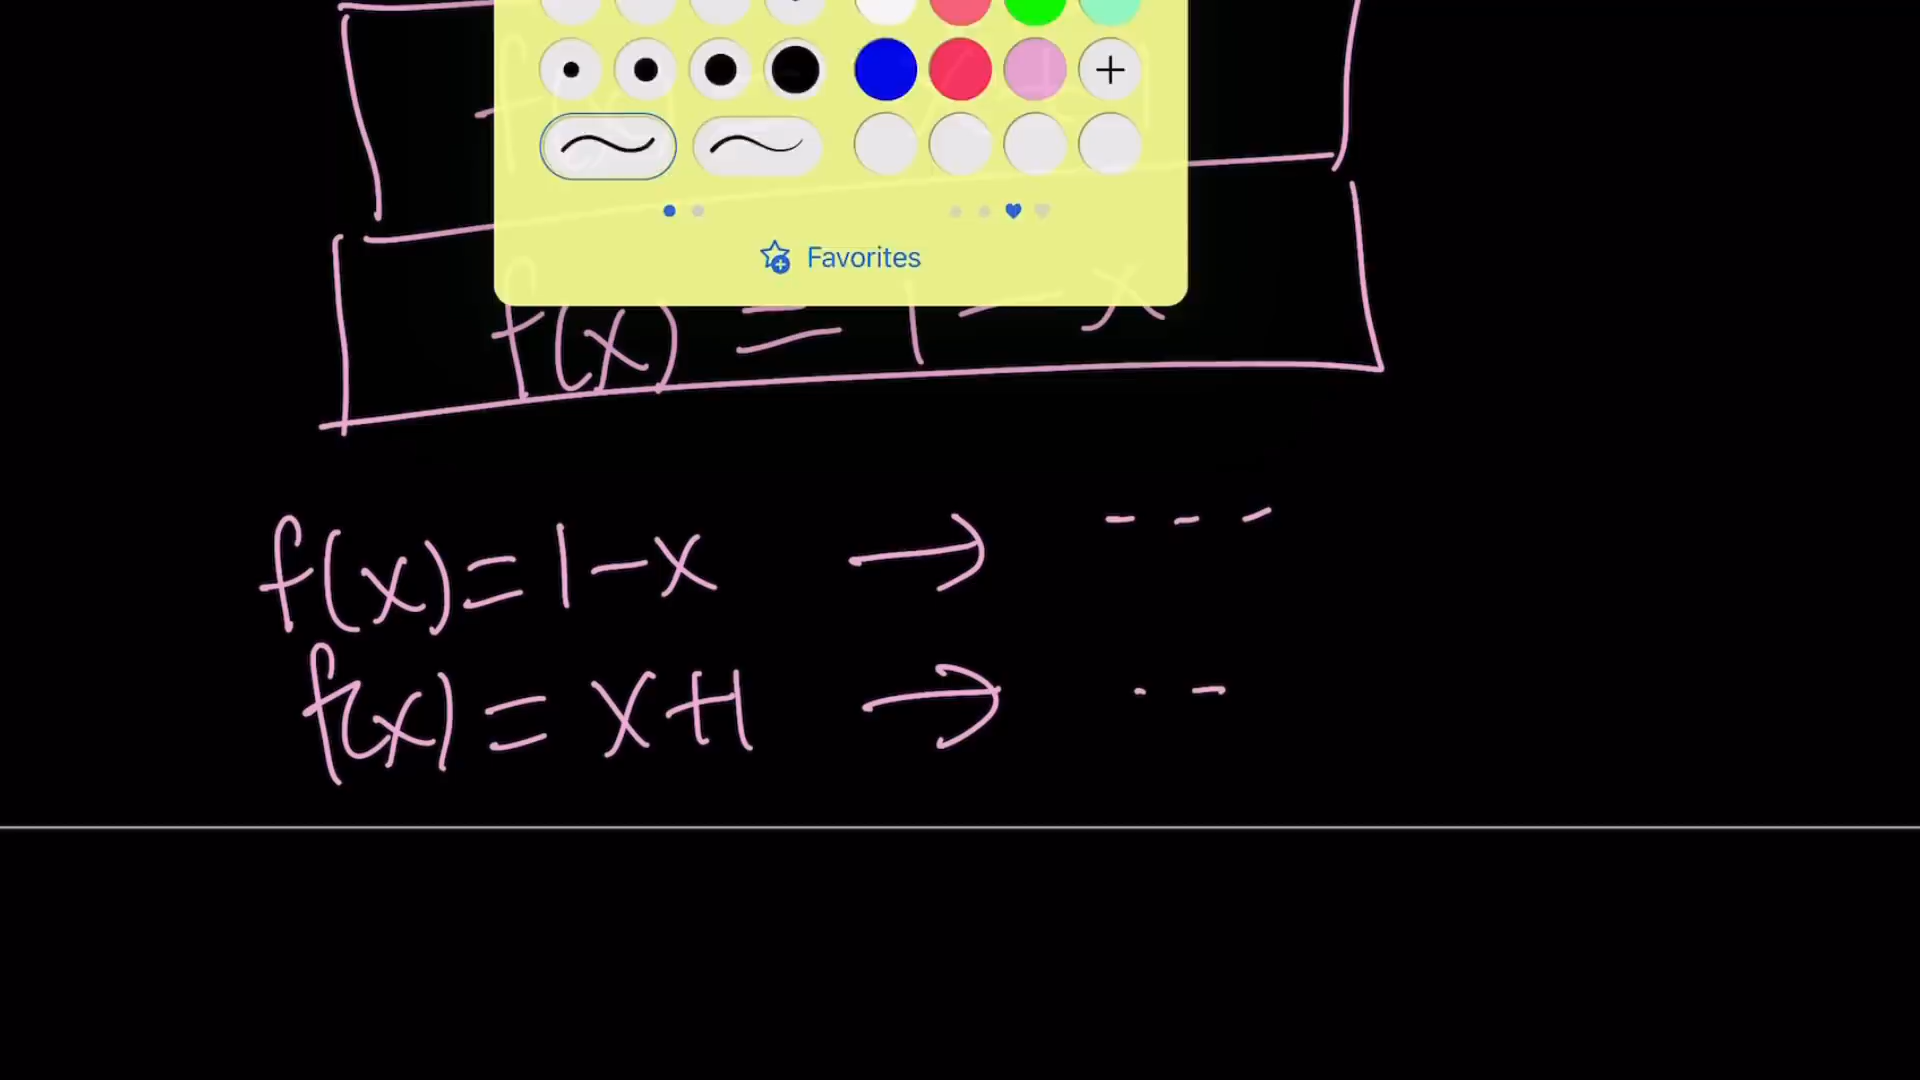 f(x)
Favorites
f(x) = 1 - x
f(x) = 1 - x → - - -
f(x) = x + 1 → - -